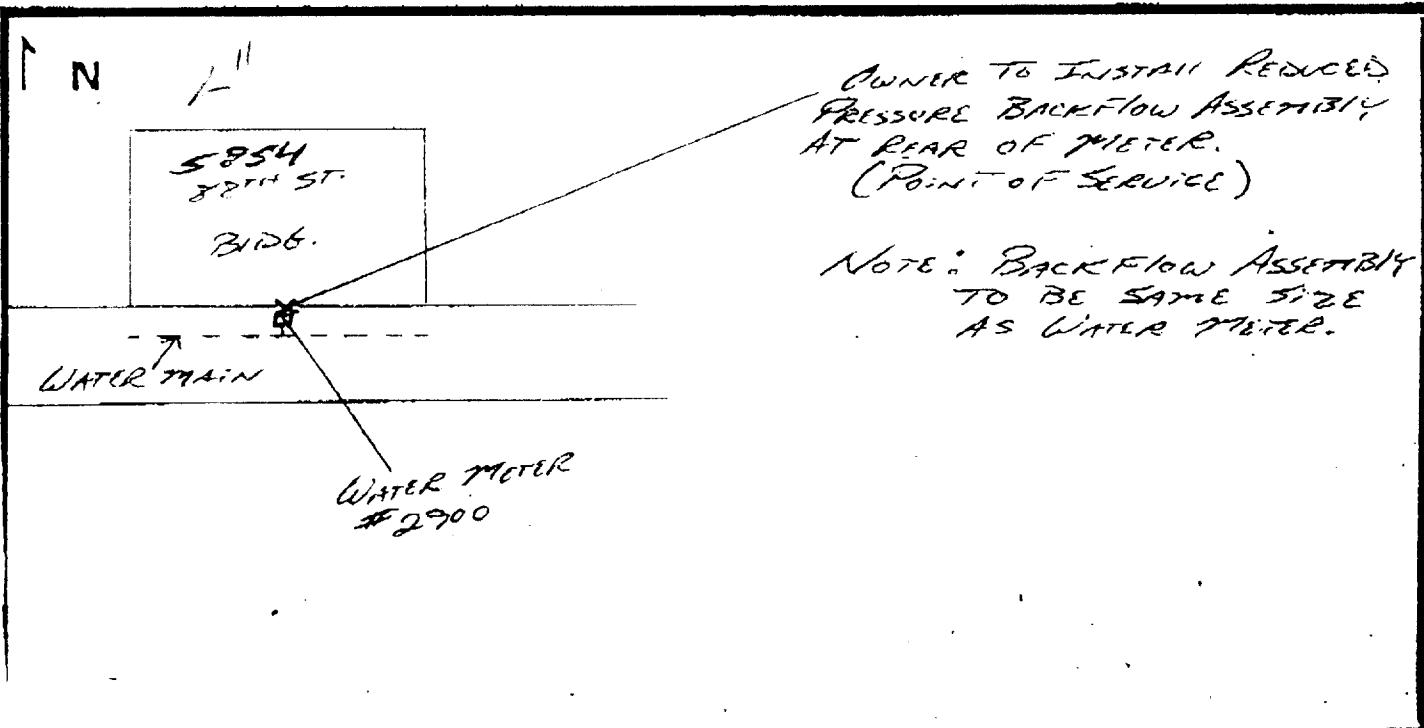 N
1"
5854
88TH ST.
BLDG.
OWNER TO INSTALL REDUCED
PRESSURE BACKFLOW ASSEMBLY
AT REAR OF METER.
(POINT OF SERVICE)
NOTE: BACKFLOW ASSEMBLY
TO BE SAME SIZE
AS WATER METER.
WATER MAIN
WATER METER
#2900